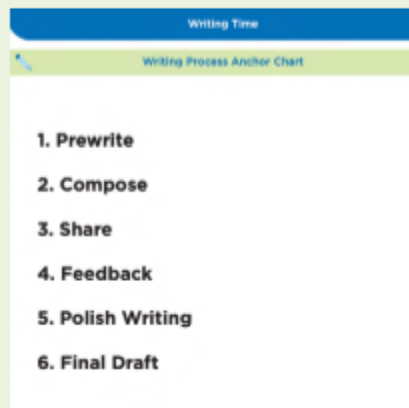 Writing Time
Writing Process Anchor Chart
1. Prewrite
2. Compose
3. Share
4. Feedback
5. Polish Writing
6. Final Draft